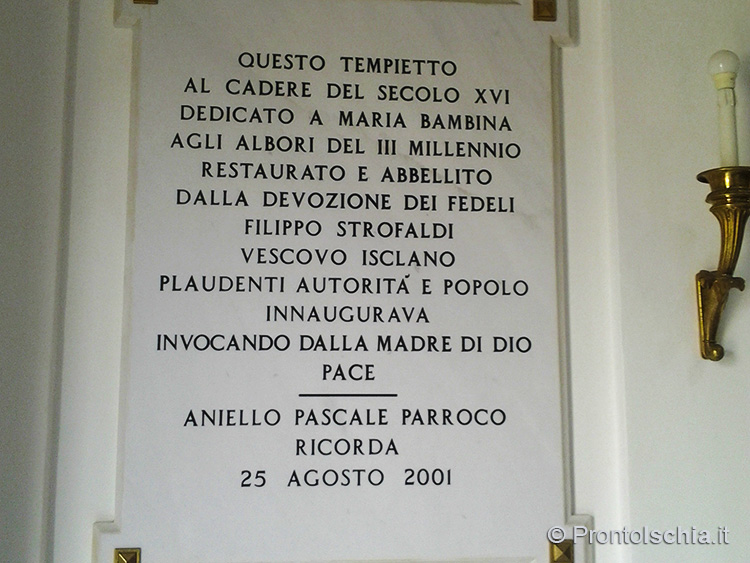 QUESTO TEMPIETTO
AL CADERE DEL SECOLO XVI
DEDICATO A MARIA BAMBINA
AGLI ALBORI DEL III MILLENNIO
RESTAURATO E ABBELLITO
DALLA DEVOZIONE DEI FEDELI
FILIPPO STROFALDI
VESCOVO ISCLANO
PLAUDENTI AUTORITÁ E POPOLO
INNAUGURAVA
INVOCANDO DALLA MADRE DI DIO
PACE
ANIELLO PASCALE PARROCO
RICORDA
25 AGOSTO 2001
© ProntoIschia.it